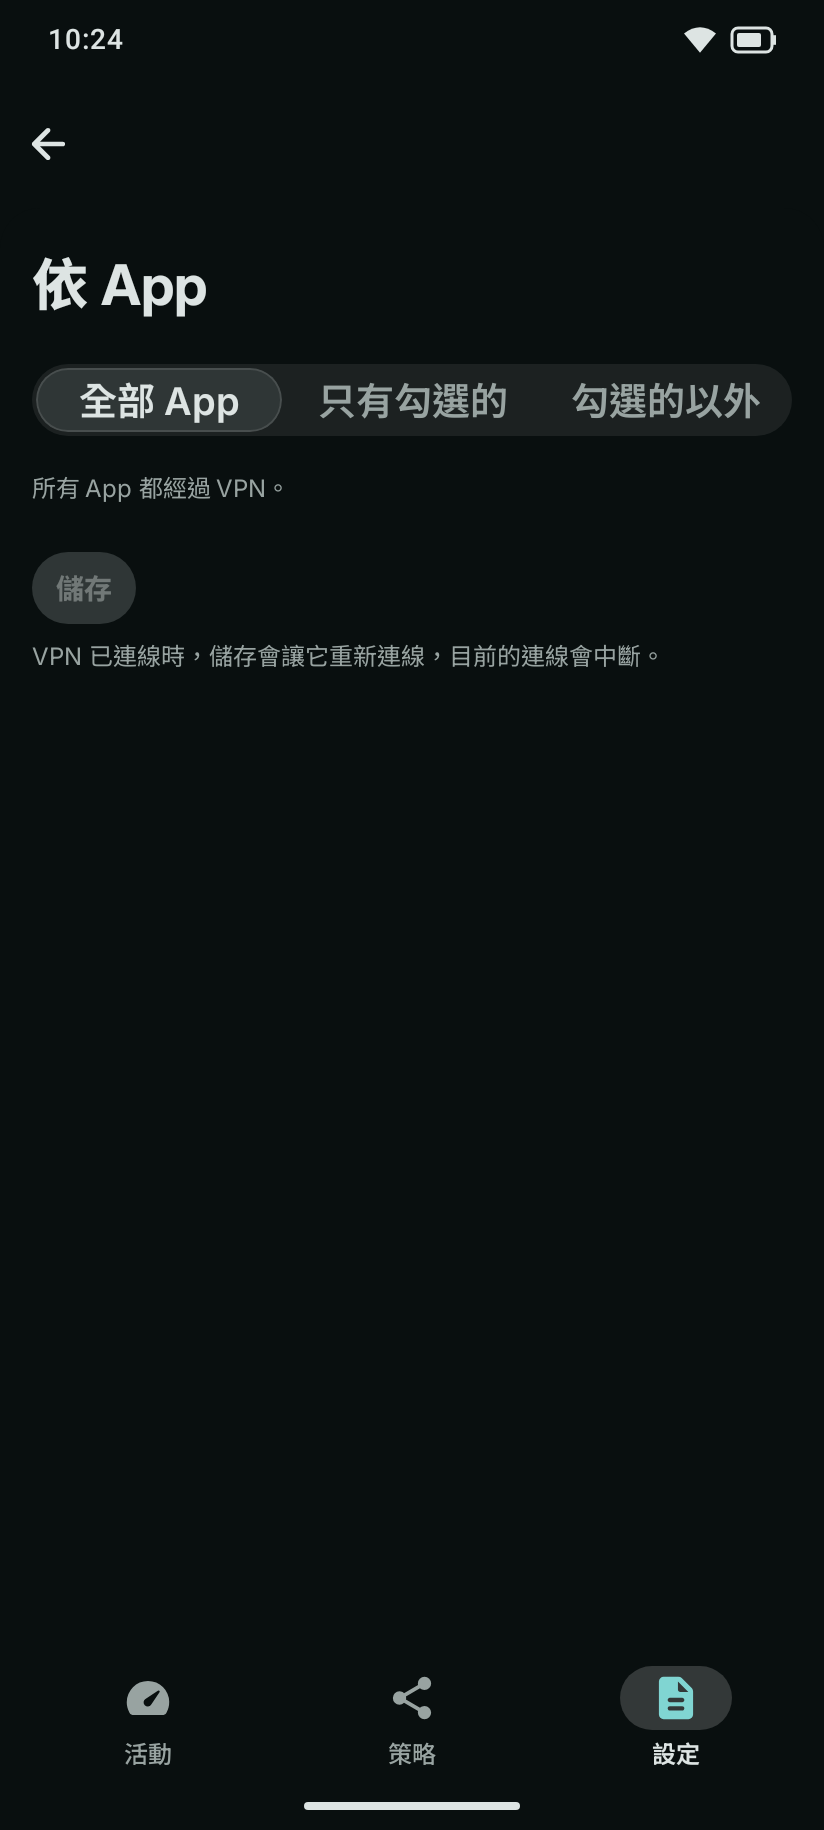 10:24
依 App
全部 App
只有勾選的
勾選的以外
所有 App 都經過 VPN。
儲存
VPN 已連線時，儲存會讓它重新連線，目前的連線會中斷。
活動
策略
設定